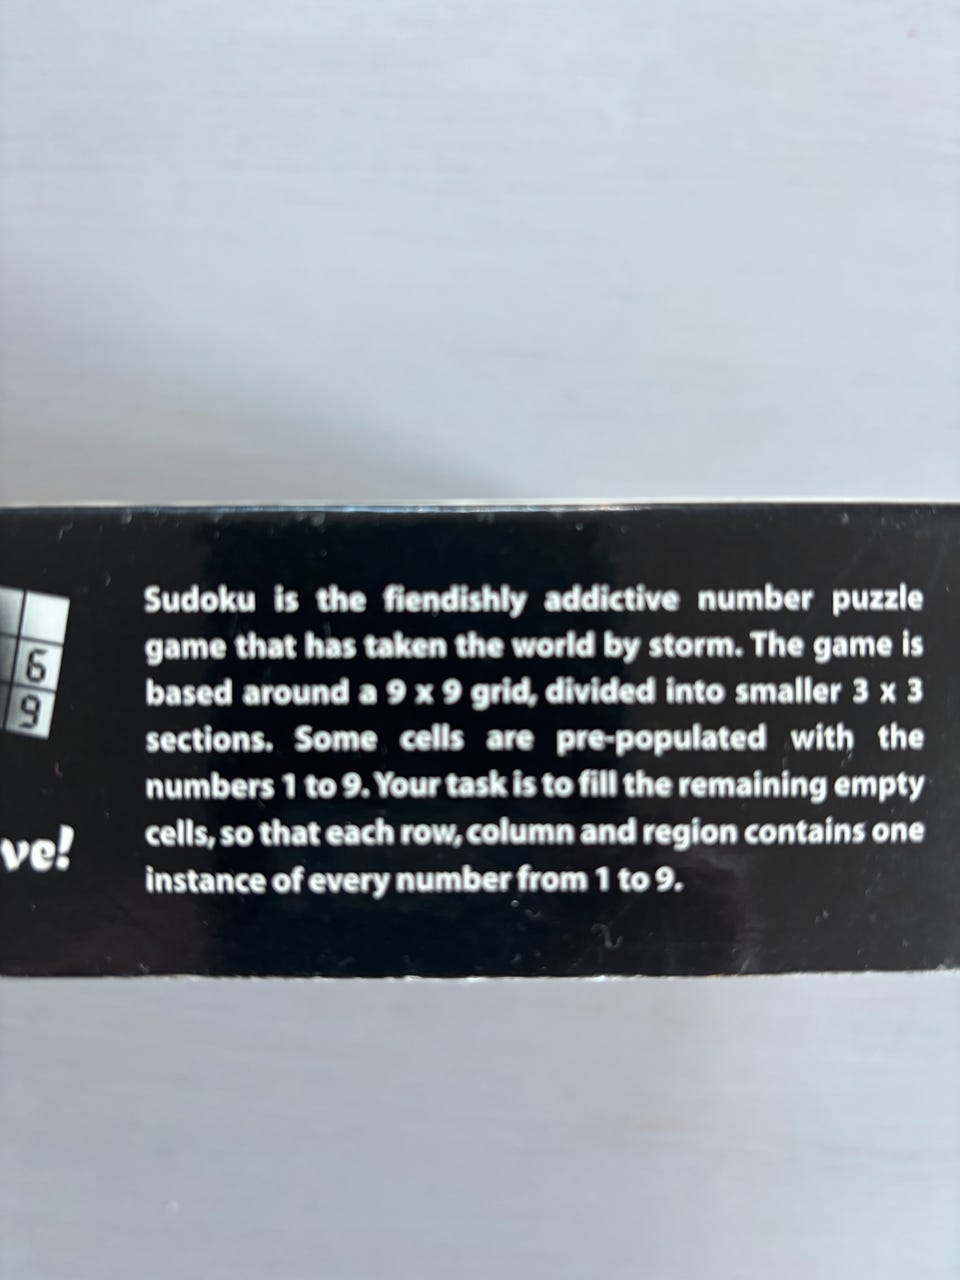 6
9
ve!
Sudoku is the fiendishly addictive number puzzle
game that has taken the world by storm. The game is
based around a 9 x 9 grid, divided into smaller 3 x 3
sections. Some cells are pre-populated with the
numbers 1 to 9. Your task is to fill the remaining empty
cells, so that each row, column and region contains one
instance of every number from 1 to 9.